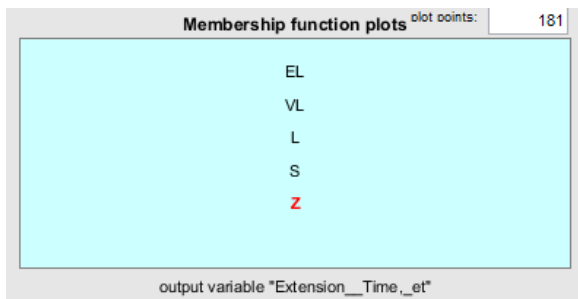 Membership function plots plot points: 181
EL
VL
L
S
Z
output variable "Extension__Time,_et"